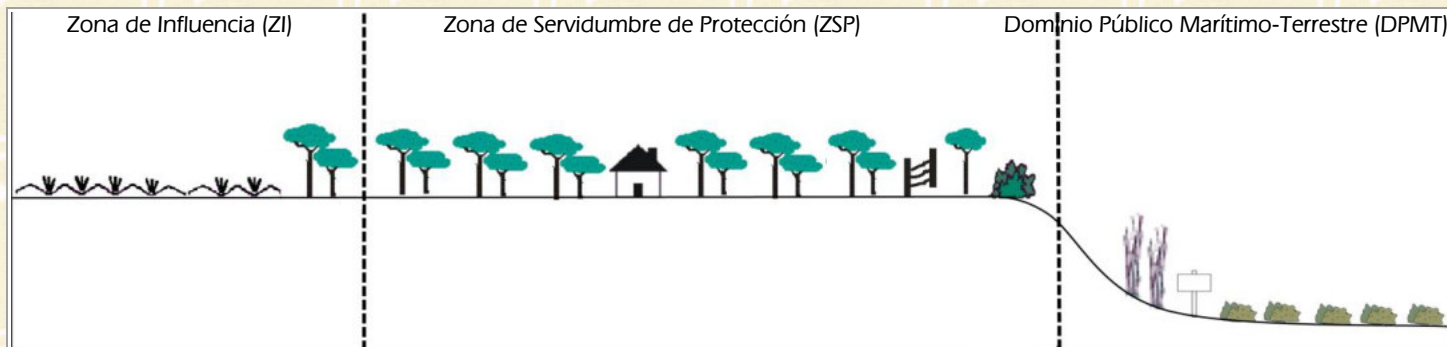 Zona de Influencia (ZI)
Zona de Servidumbre de Protección (ZSP)
Dominio Público Marítimo-Terrestre (DPMT)